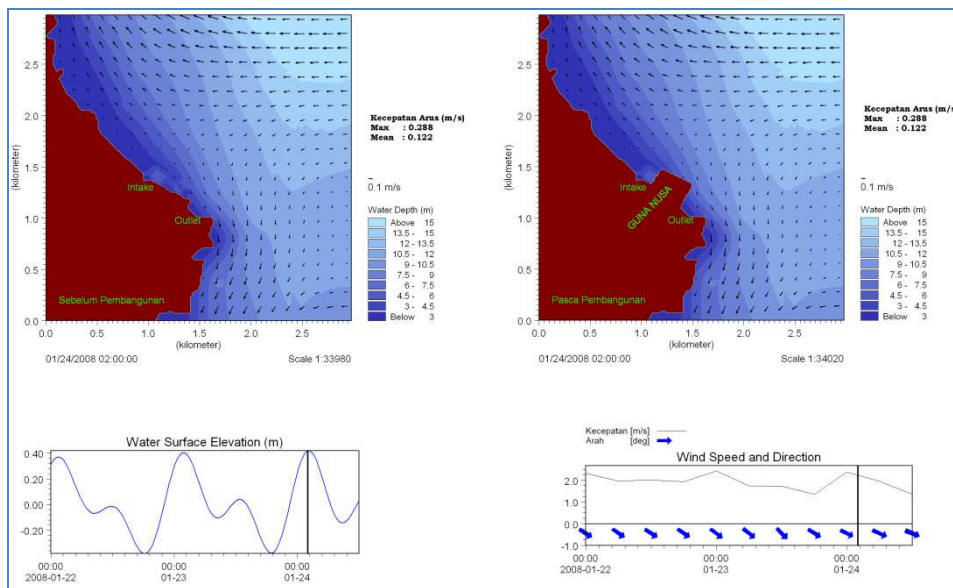 2.5
2.0
1.5
1.0
0.5
0.0
(kilometer)
Intake
Outlet
Sebelum Pembangunan
0.0 0.5 1.0 1.5 2.0 2.5
(kilometer)
01/24/2008 02:00:00 Scale 1:33980
Kecepatan Arus (m/s)
Max : 0.288
Mean : 0.122
0.1 m/s
Water Depth (m)
Above 15
13.5 - 15
12 - 13.5
10.5 - 12
9 - 10.5
7.5 - 9
6 - 7.5
4.5 - 6
3 - 4.5
Below 3
2.5
2.0
1.5
1.0
0.5
0.0
(kilometer)
Intake
GUNA NUSA
Outlet
Pasca Pembangunan
0.0 0.5 1.0 1.5 2.0 2.5
(kilometer)
01/24/2008 02:00:00 Scale 1:34020
Kecepatan Arus (m/s)
Max : 0.288
Mean : 0.122
0.1 m/s
Water Depth (m)
Above 15
13.5 - 15
12 - 13.5
10.5 - 12
9 - 10.5
7.5 - 9
6 - 7.5
4.5 - 6
3 - 4.5
Below 3
Water Surface Elevation (m)
0.40
0.20
0.00
-0.20
00:00 00:00 00:00
2008-01-22 01-23 01-24
Kecepatan [m/s]
Arah [deg]
Wind Speed and Direction
2.0
1.0
0.0
-1.0
00:00 00:00 00:00
2008-01-22 01-23 01-24